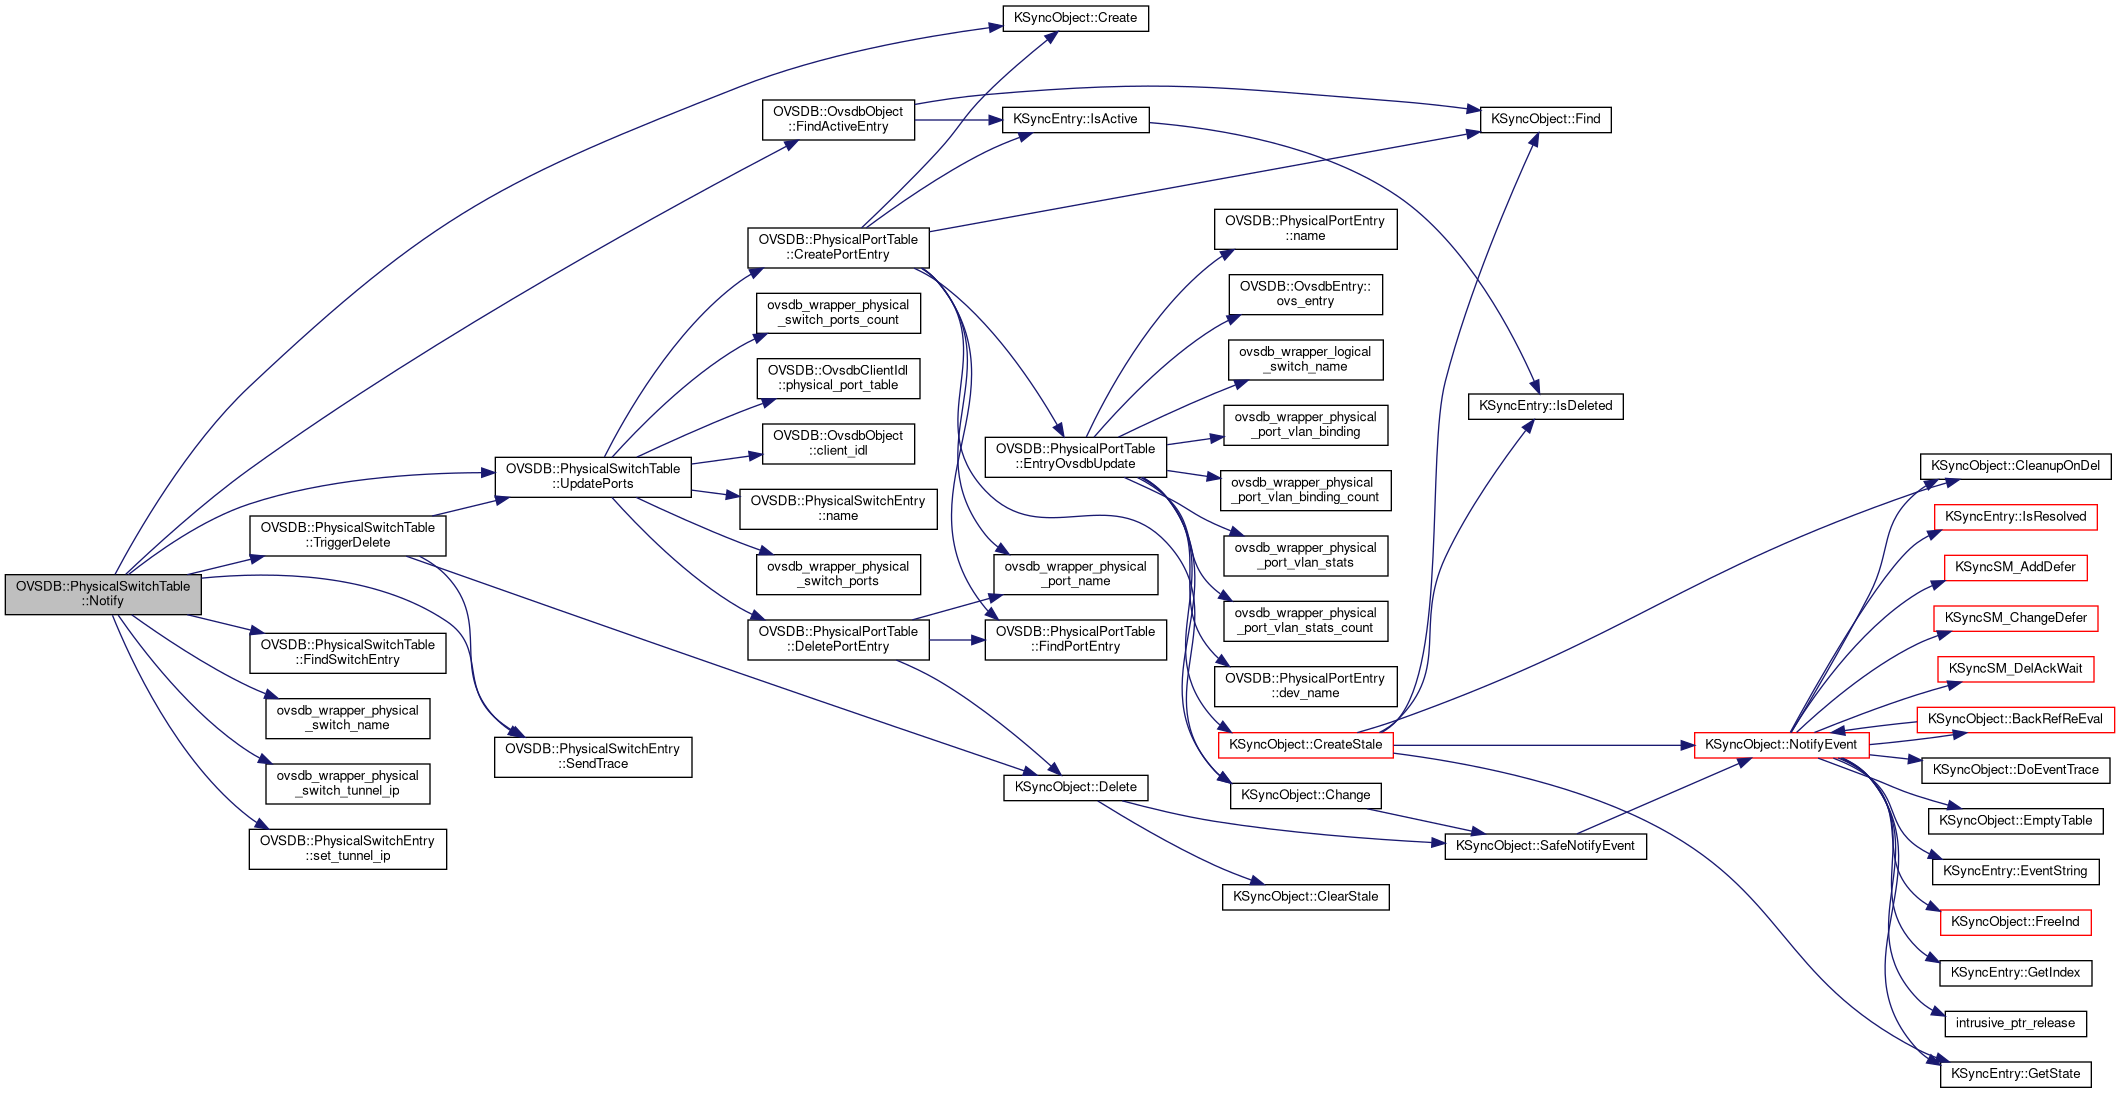 OVSDB::PhysicalSwitchTable
::Notify
OVSDB::PhysicalSwitchTable
::TriggerDelete
OVSDB::PhysicalSwitchTable
::FindSwitchEntry
ovsdb_wrapper_physical
_switch_name
ovsdb_wrapper_physical
_switch_tunnel_ip
OVSDB::PhysicalSwitchEntry
::set_tunnel_ip
OVSDB::PhysicalSwitchTable
::UpdatePorts
OVSDB::PhysicalSwitchEntry
::SendTrace
OVSDB::OvsdbObject
::FindActiveEntry
OVSDB::PhysicalPortTable
::CreatePortEntry
ovsdb_wrapper_physical
_switch_ports_count
OVSDB::OvsdbClientIdl
::physical_port_table
OVSDB::OvsdbObject
::client_idl
OVSDB::PhysicalSwitchEntry
::name
ovsdb_wrapper_physical
_switch_ports
OVSDB::PhysicalPortTable
::DeletePortEntry
KSyncObject::Create
KSyncEntry::IsActive
OVSDB::PhysicalPortTable
::EntryOvsdbUpdate
ovsdb_wrapper_physical
_port_name
OVSDB::PhysicalPortTable
::FindPortEntry
KSyncObject::Delete
OVSDB::PhysicalPortEntry
::name
OVSDB::OvsdbEntry::
ovs_entry
ovsdb_wrapper_logical
_switch_name
ovsdb_wrapper_physical
_port_vlan_binding
ovsdb_wrapper_physical
_port_vlan_binding_count
ovsdb_wrapper_physical
_port_vlan_stats
ovsdb_wrapper_physical
_port_vlan_stats_count
OVSDB::PhysicalPortEntry
::dev_name
KSyncObject::CreateStale
KSyncObject::Change
KSyncObject::ClearStale
KSyncObject::Find
KSyncEntry::IsDeleted
KSyncObject::SafeNotifyEvent
KSyncObject::NotifyEvent
KSyncObject::CleanupOnDel
KSyncEntry::IsResolved
KSyncSM_AddDefer
KSyncSM_ChangeDefer
KSyncSM_DelAckWait
KSyncObject::BackRefReEval
KSyncObject::DoEventTrace
KSyncObject::EmptyTable
KSyncEntry::EventString
KSyncObject::FreeInd
KSyncEntry::GetIndex
intrusive_ptr_release
KSyncEntry::GetState